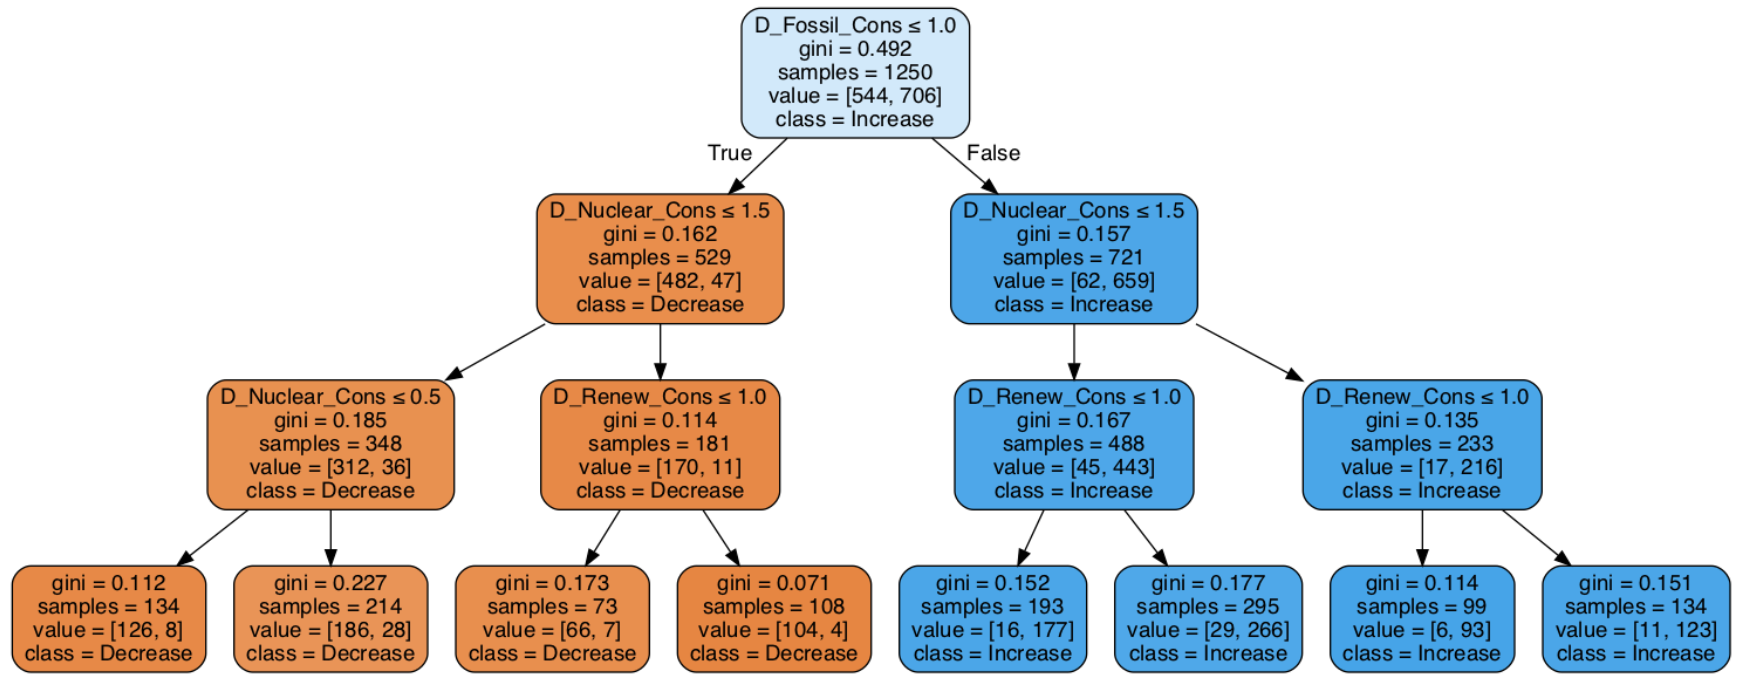 D_Fossil_Cons ≤ 1.0
gini = 0.492
samples = 1250
value = [544, 706]
class = Increase
True
False
D_Nuclear_Cons ≤ 1.5
gini = 0.162
samples = 529
value = [482, 47]
class = Decrease
D_Nuclear_Cons ≤ 1.5
gini = 0.157
samples = 721
value = [62, 659]
class = Increase
D_Nuclear_Cons ≤ 0.5
gini = 0.185
samples = 348
value = [312, 36]
class = Decrease
D_Renew_Cons ≤ 1.0
gini = 0.114
samples = 181
value = [170, 11]
class = Decrease
D_Renew_Cons ≤ 1.0
gini = 0.167
samples = 488
value = [45, 443]
class = Increase
D_Renew_Cons ≤ 1.0
gini = 0.135
samples = 233
value = [17, 216]
class = Increase
gini = 0.112
samples = 134
value = [126, 8]
class = Decrease
gini = 0.227
samples = 214
value = [186, 28]
class = Decrease
gini = 0.173
samples = 73
value = [66, 7]
class = Decrease
gini = 0.071
samples = 108
value = [104, 4]
class = Decrease
gini = 0.152
samples = 193
value = [16, 177]
class = Increase
gini = 0.177
samples = 295
value = [29, 266]
class = Increase
gini = 0.114
samples = 99
value = [6, 93]
class = Increase
gini = 0.151
samples = 134
value = [11, 123]
class = Increase